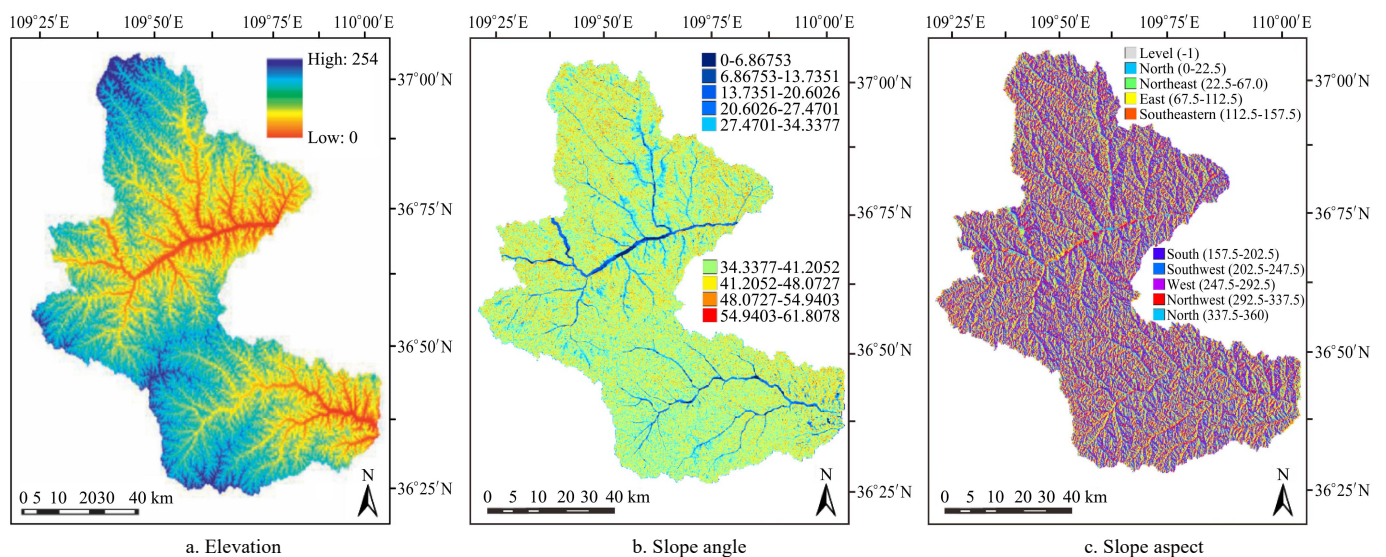 109°25′E 109°50′E 109°75′E 110°00′E
37°00′N
36°75′N
36°50′N
36°25′N
High: 254
Low: 0
0 5 10 2030 40 km
N
a. Elevation
109°25′E 109°50′E 109°75′E 110°00′E
37°00′N
36°75′N
36°50′N
36°25′N
0-6.86753
6.86753-13.7351
13.7351-20.6026
20.6026-27.4701
27.4701-34.3377
34.3377-41.2052
41.2052-48.0727
48.0727-54.9403
54.9403-61.8078
0 5 10 20 30 40 km
N
b. Slope angle
109°25′E 109°50′E 109°75′E 110°00′E
37°00′N
36°75′N
36°50′N
36°25′N
Level (-1)
North (0-22.5)
Northeast (22.5-67.0)
East (67.5-112.5)
Southeastern (112.5-157.5)
South (157.5-202.5)
Southwest (202.5-247.5)
West (247.5-292.5)
Northwest (292.5-337.5)
North (337.5-360)
0 5 10 20 30 40 km
N
c. Slope aspect